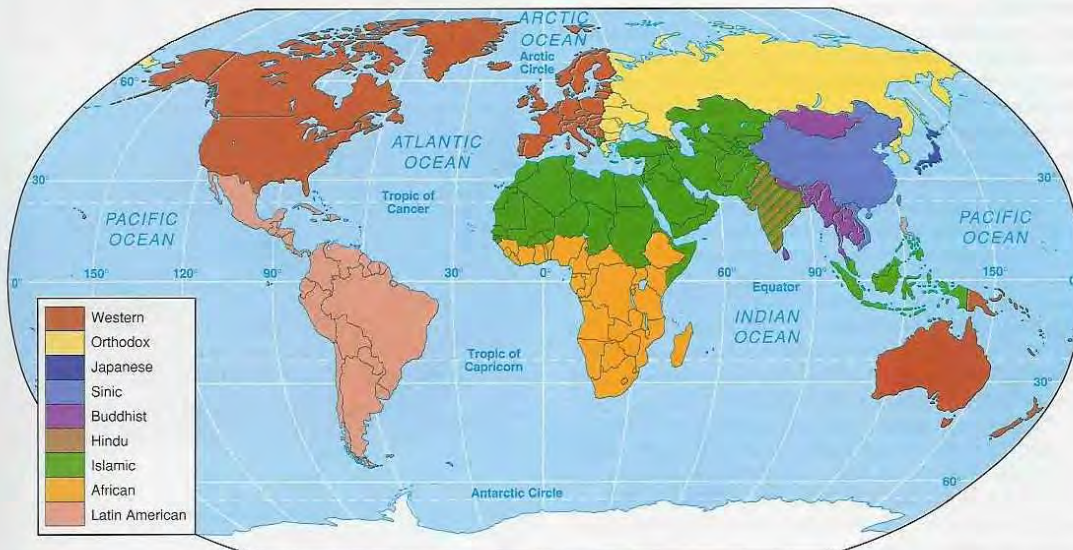 ARCTIC
OCEAN
Arctic
Circle
60°
ATLANTIC
OCEAN
30°
30°
Tropic of
Cancer
PACIFIC
OCEAN
PACIFIC
OCEAN
150°
120°
90°
30°
0°
30°
60°
90°
150°
Equator
INDIAN
OCEAN
Tropic of
Capricorn
30°
30°
60°
Antarctic Circle
Western
Orthodox
Japanese
Sinic
Buddhist
Hindu
Islamic
African
Latin American